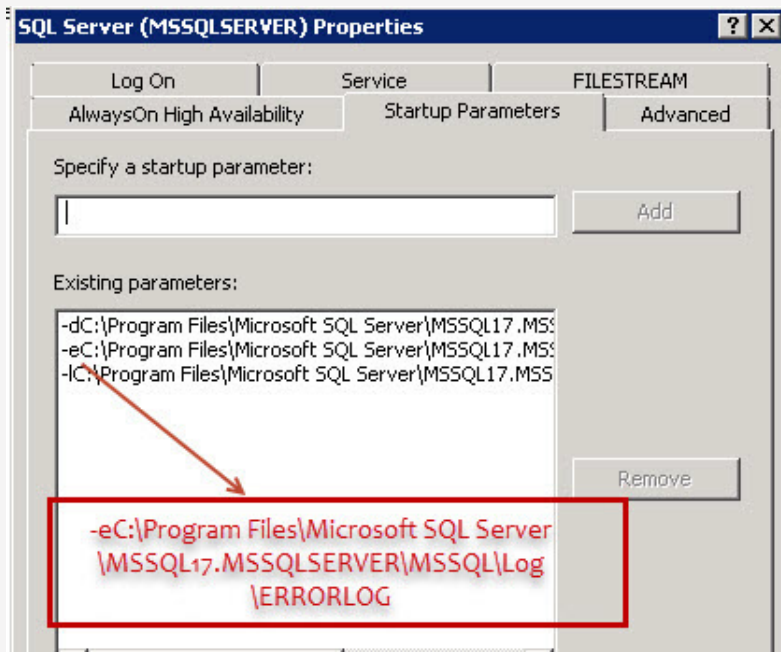 SQL Server (MSSQLSERVER) Properties
Log On Service FILESTREAM
AlwaysOn High Availability Startup Parameters Advanced
Specify a startup parameter:
Add
Existing parameters:
-dC:\Program Files\Microsoft SQL Server\MSSQL17.MSS
-eC:\Program Files\Microsoft SQL Server\MSSQL17.MSS
-lC:\Program Files\Microsoft SQL Server\MSSQL17.MSS
Remove
-eC:\Program Files\Microsoft SQL Server
\MSSQL17.MSSQLSERVER\MSSQL\Log
\ERRORLOG